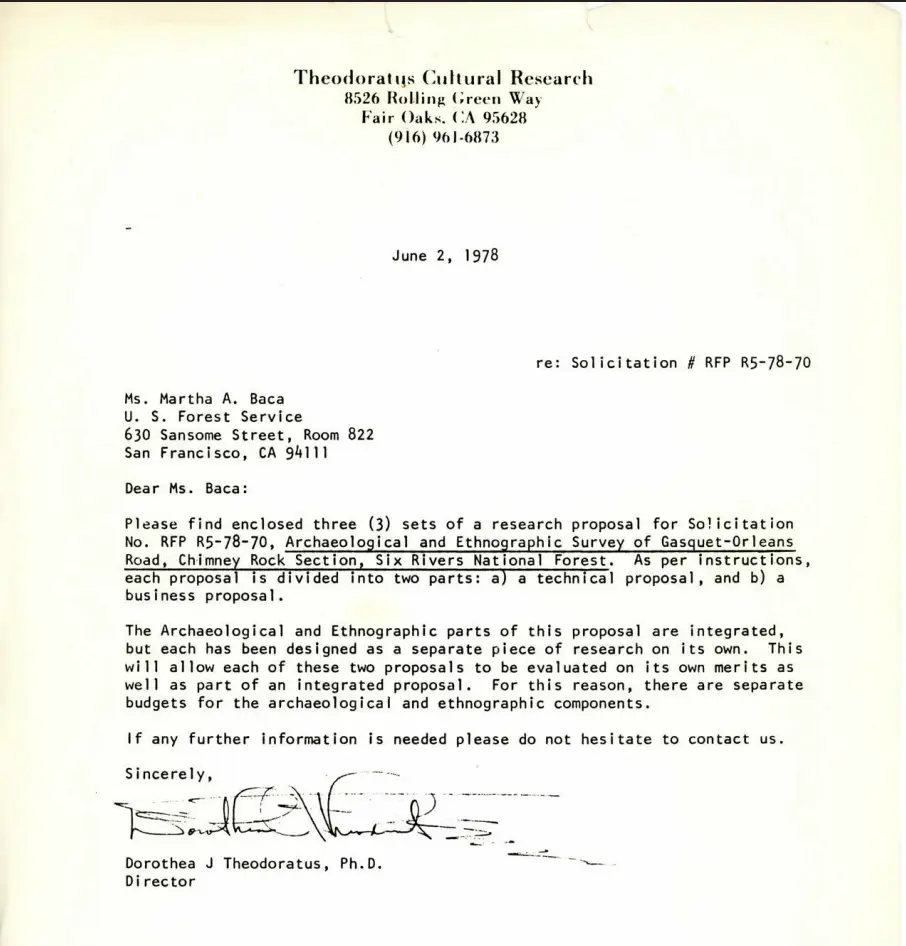 Theodoratus Cultural Research
8526 Rolling Green Way
Fair Oaks, CA 95628
(916) 961-6873
June 2, 1978
re: Solicitation # RFP R5-78-70
Ms. Martha A. Baca
U. S. Forest Service
630 Sansome Street, Room 822
San Francisco, CA 94111
Dear Ms. Baca:
Please find enclosed three (3) sets of a research proposal for Solicitation
No. RFP R5-78-70, Archaeological and Ethnographic Survey of Gasquet-Orleans
Road, Chimney Rock Section, Six Rivers National Forest. As per instructions,
each proposal is divided into two parts: a) a technical proposal, and b) a
business proposal.
The Archaeological and Ethnographic parts of this proposal are integrated,
but each has been designed as a separate piece of research on its own. This
will allow each of these two proposals to be evaluated on its own merits as
well as part of an integrated proposal. For this reason, there are separate
budgets for the archaeological and ethnographic components.
If any further information is needed please do not hesitate to contact us.
Sincerely,
Dorothea J Theodoratus, Ph.D.
Director